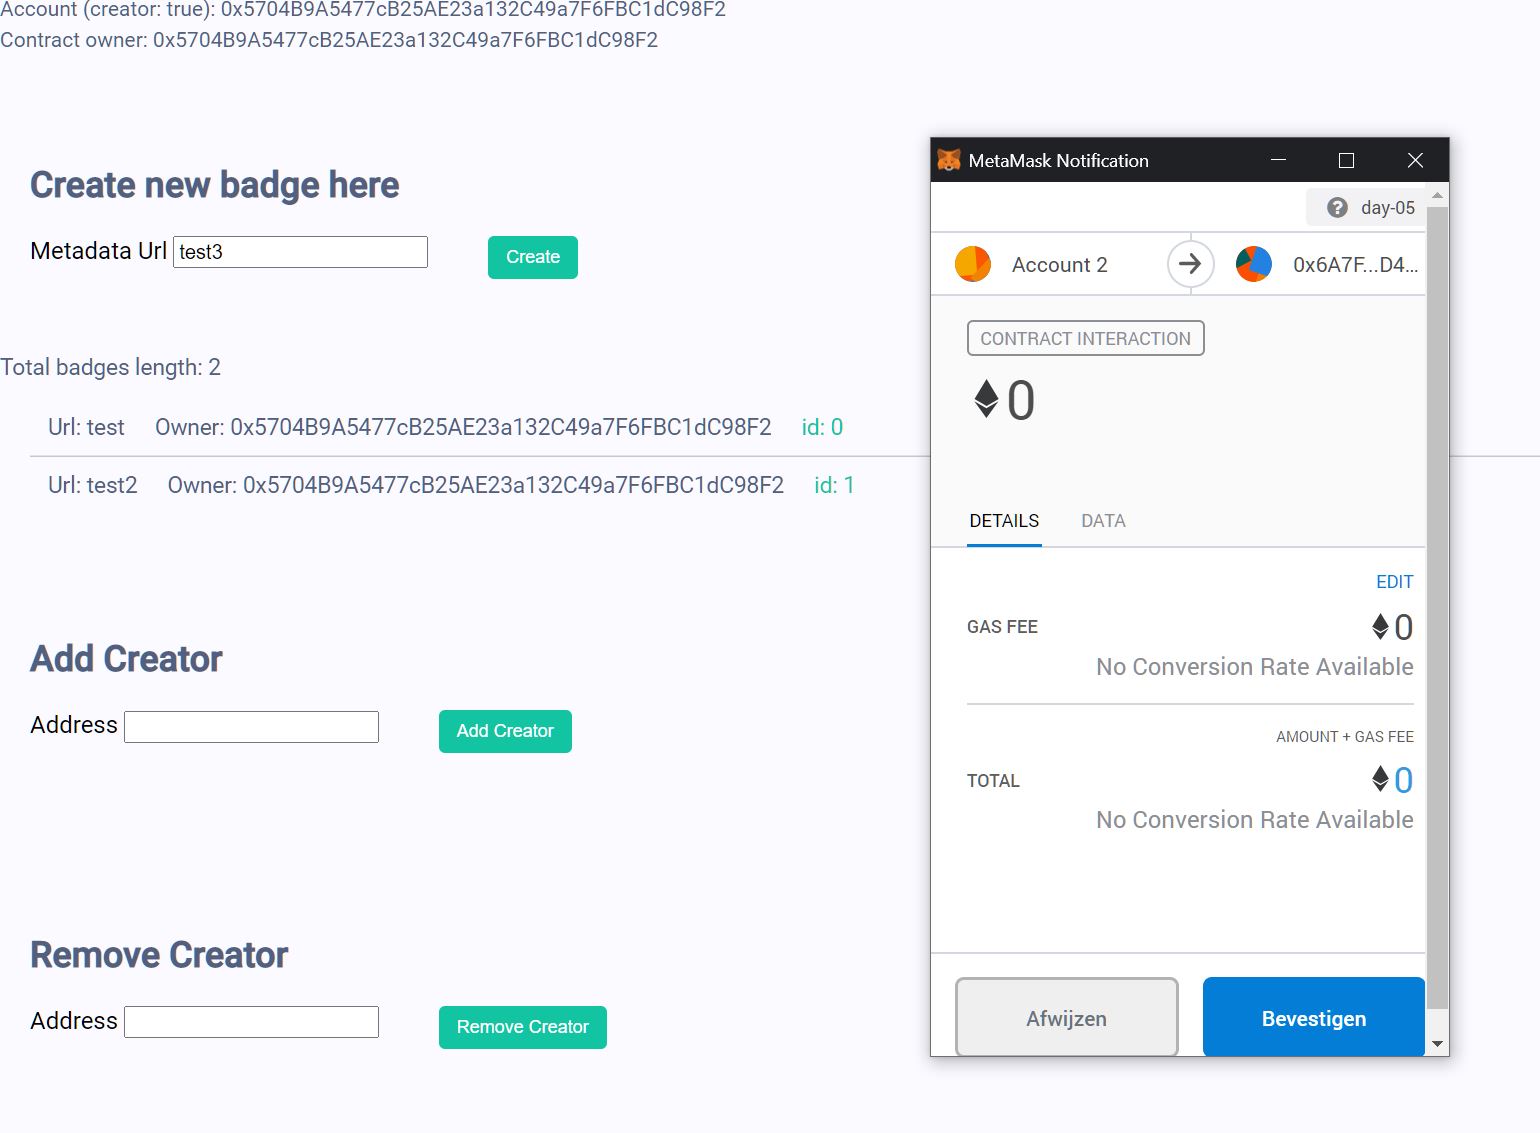 Account (creator: true): 0x5704B9A5477cB25AE23a132C49a7F6FBC1dC98F2
Contract owner: 0x5704B9A5477cB25AE23a132C49a7F6FBC1dC98F2
Create new badge here
Metadata Url test3 Create
Total badges length: 2
Url: test Owner: 0x5704B9A5477cB25AE23a132C49a7F6FBC1dC98F2 id: 0
Url: test2 Owner: 0x5704B9A5477cB25AE23a132C49a7F6FBC1dC98F2 id: 1
Add Creator
Address Add Creator
Remove Creator
Address Remove Creator
MetaMask Notification
day-05
Account 2 0x6A7F...D4...
CONTRACT INTERACTION
0
DETAILS DATA
EDIT
GAS FEE 0
No Conversion Rate Available
AMOUNT + GAS FEE
TOTAL 0
No Conversion Rate Available
Afwijzen Bevestigen